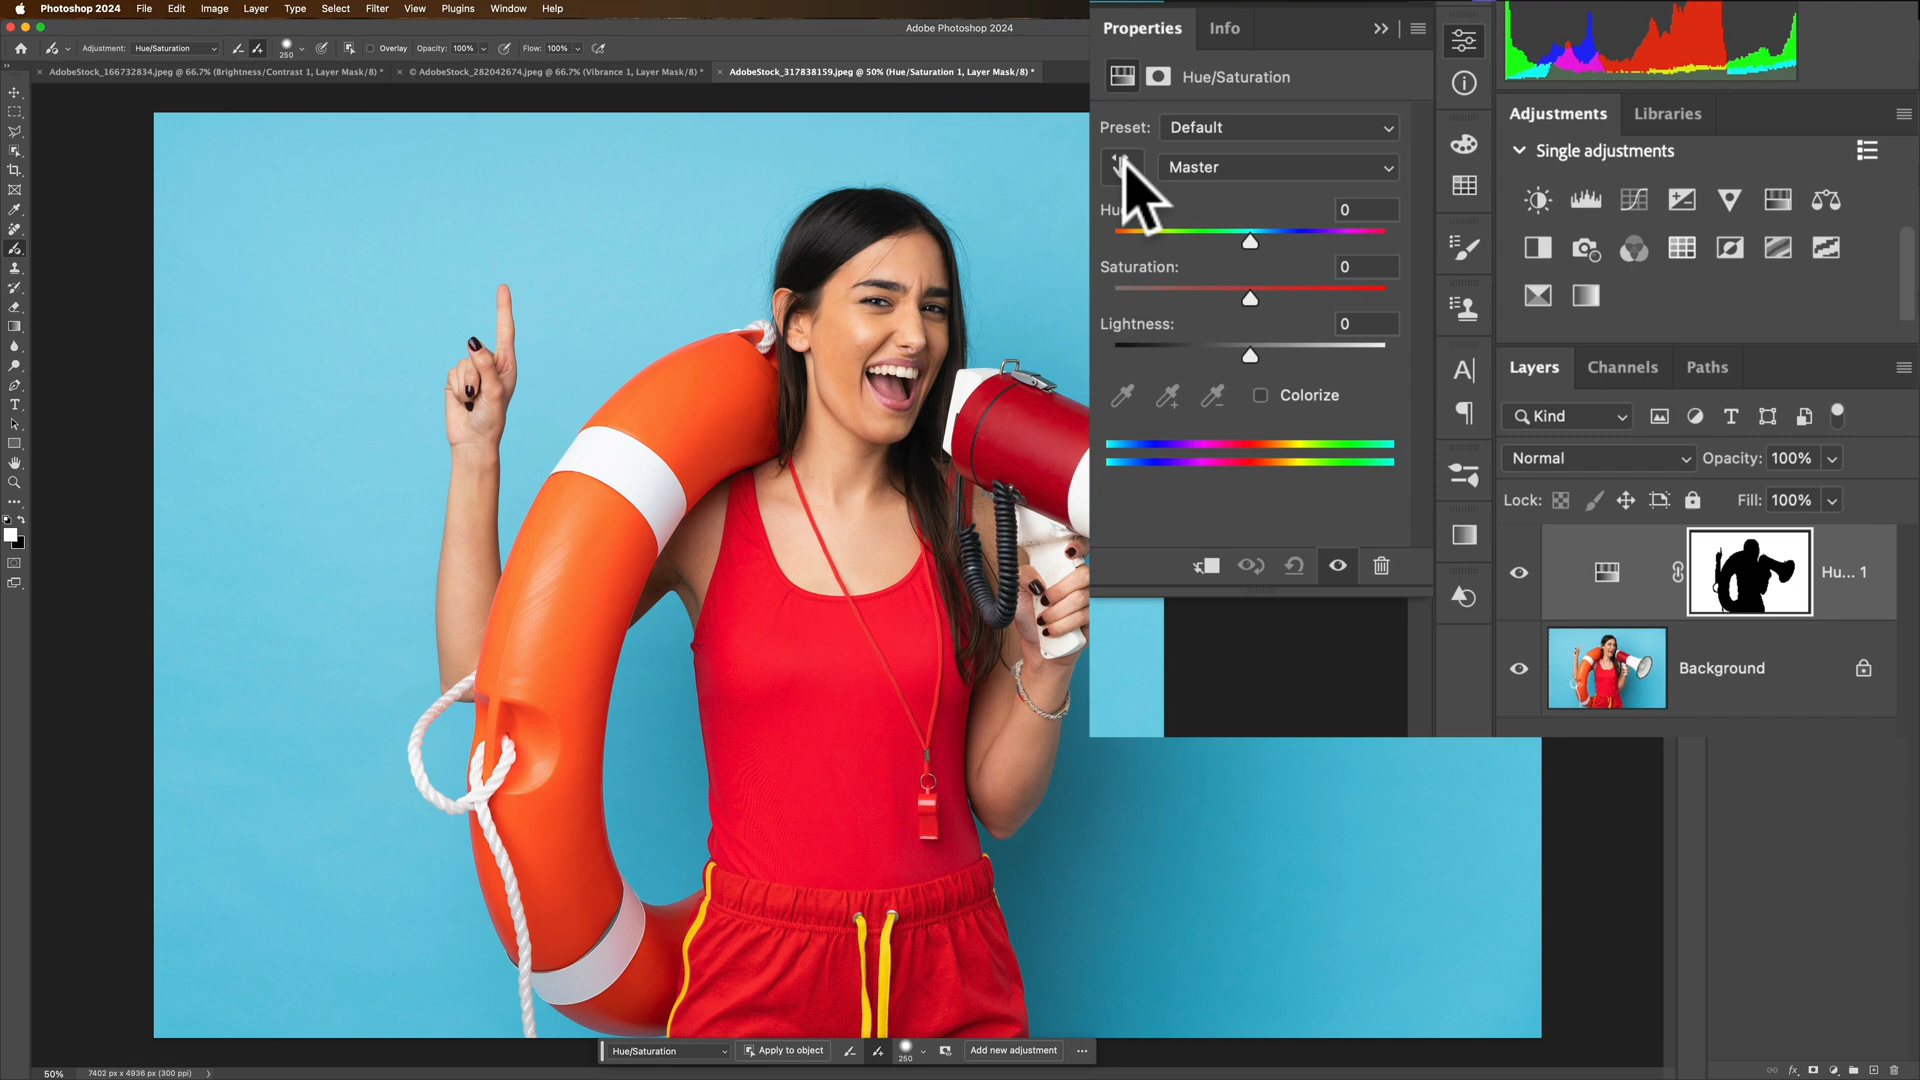 Photoshop 2024 File Edit Image Layer Type Select Filter View Plugins Window Help
Adobe Photoshop 2024
Adjustment: Hue/Saturation 250 Overlay Opacity: 100% Flow: 100%
× AdobeStock_166732834.jpeg @ 66.7% (Brightness/Contrast 1, Layer Mask/8) * × © AdobeStock_282042674.jpeg @ 66.7% (Vibrance 1, Layer Mask/8) * × AdobeStock_317838159.jpeg @ 50% (Hue/Saturation 1, Layer Mask/8) *
Properties Info
Hue/Saturation
Preset: Default
Master
Hu 0
Saturation: 0
Lightness: 0
Colorize
Adjustments Libraries
Single adjustments
Layers Channels Paths
Kind
Normal Opacity: 100%
Lock: Fill: 100%
Hu... 1
Background
Hue/Saturation Apply to object 250 Add new adjustment ...
50% 7402 px x 4936 px (300 ppi)